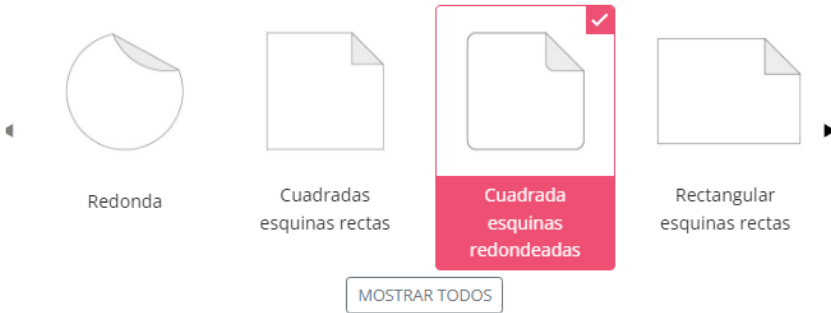 Redonda
Cuadradas
esquinas rectas
Cuadrada
esquinas
redondeadas
Rectangular
esquinas rectas
MOSTRAR TODOS